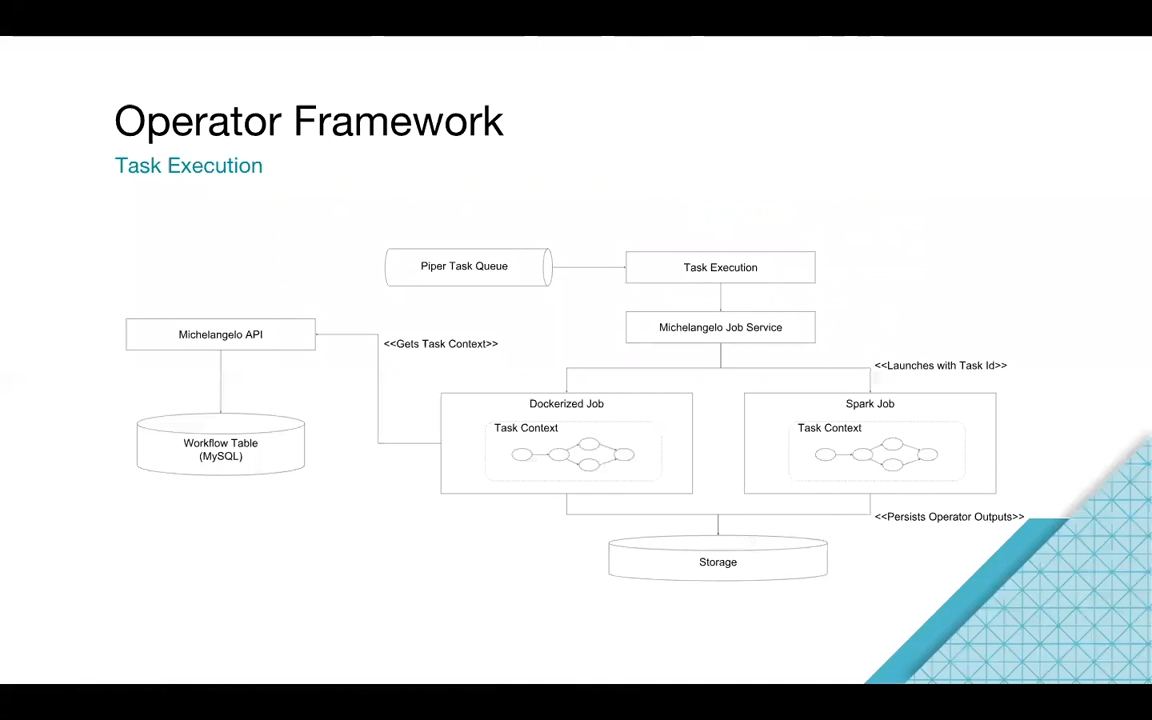 Operator Framework
Task Execution
Piper Task Queue
Task Execution
Michelangelo API
Michelangelo Job Service
<<Gets Task Context>>
<<Launches with Task Id>>
Dockerized Job
Spark Job
Task Context
Task Context
Workflow Table
(MySQL)
<<Persists Operator Outputs>>
Storage